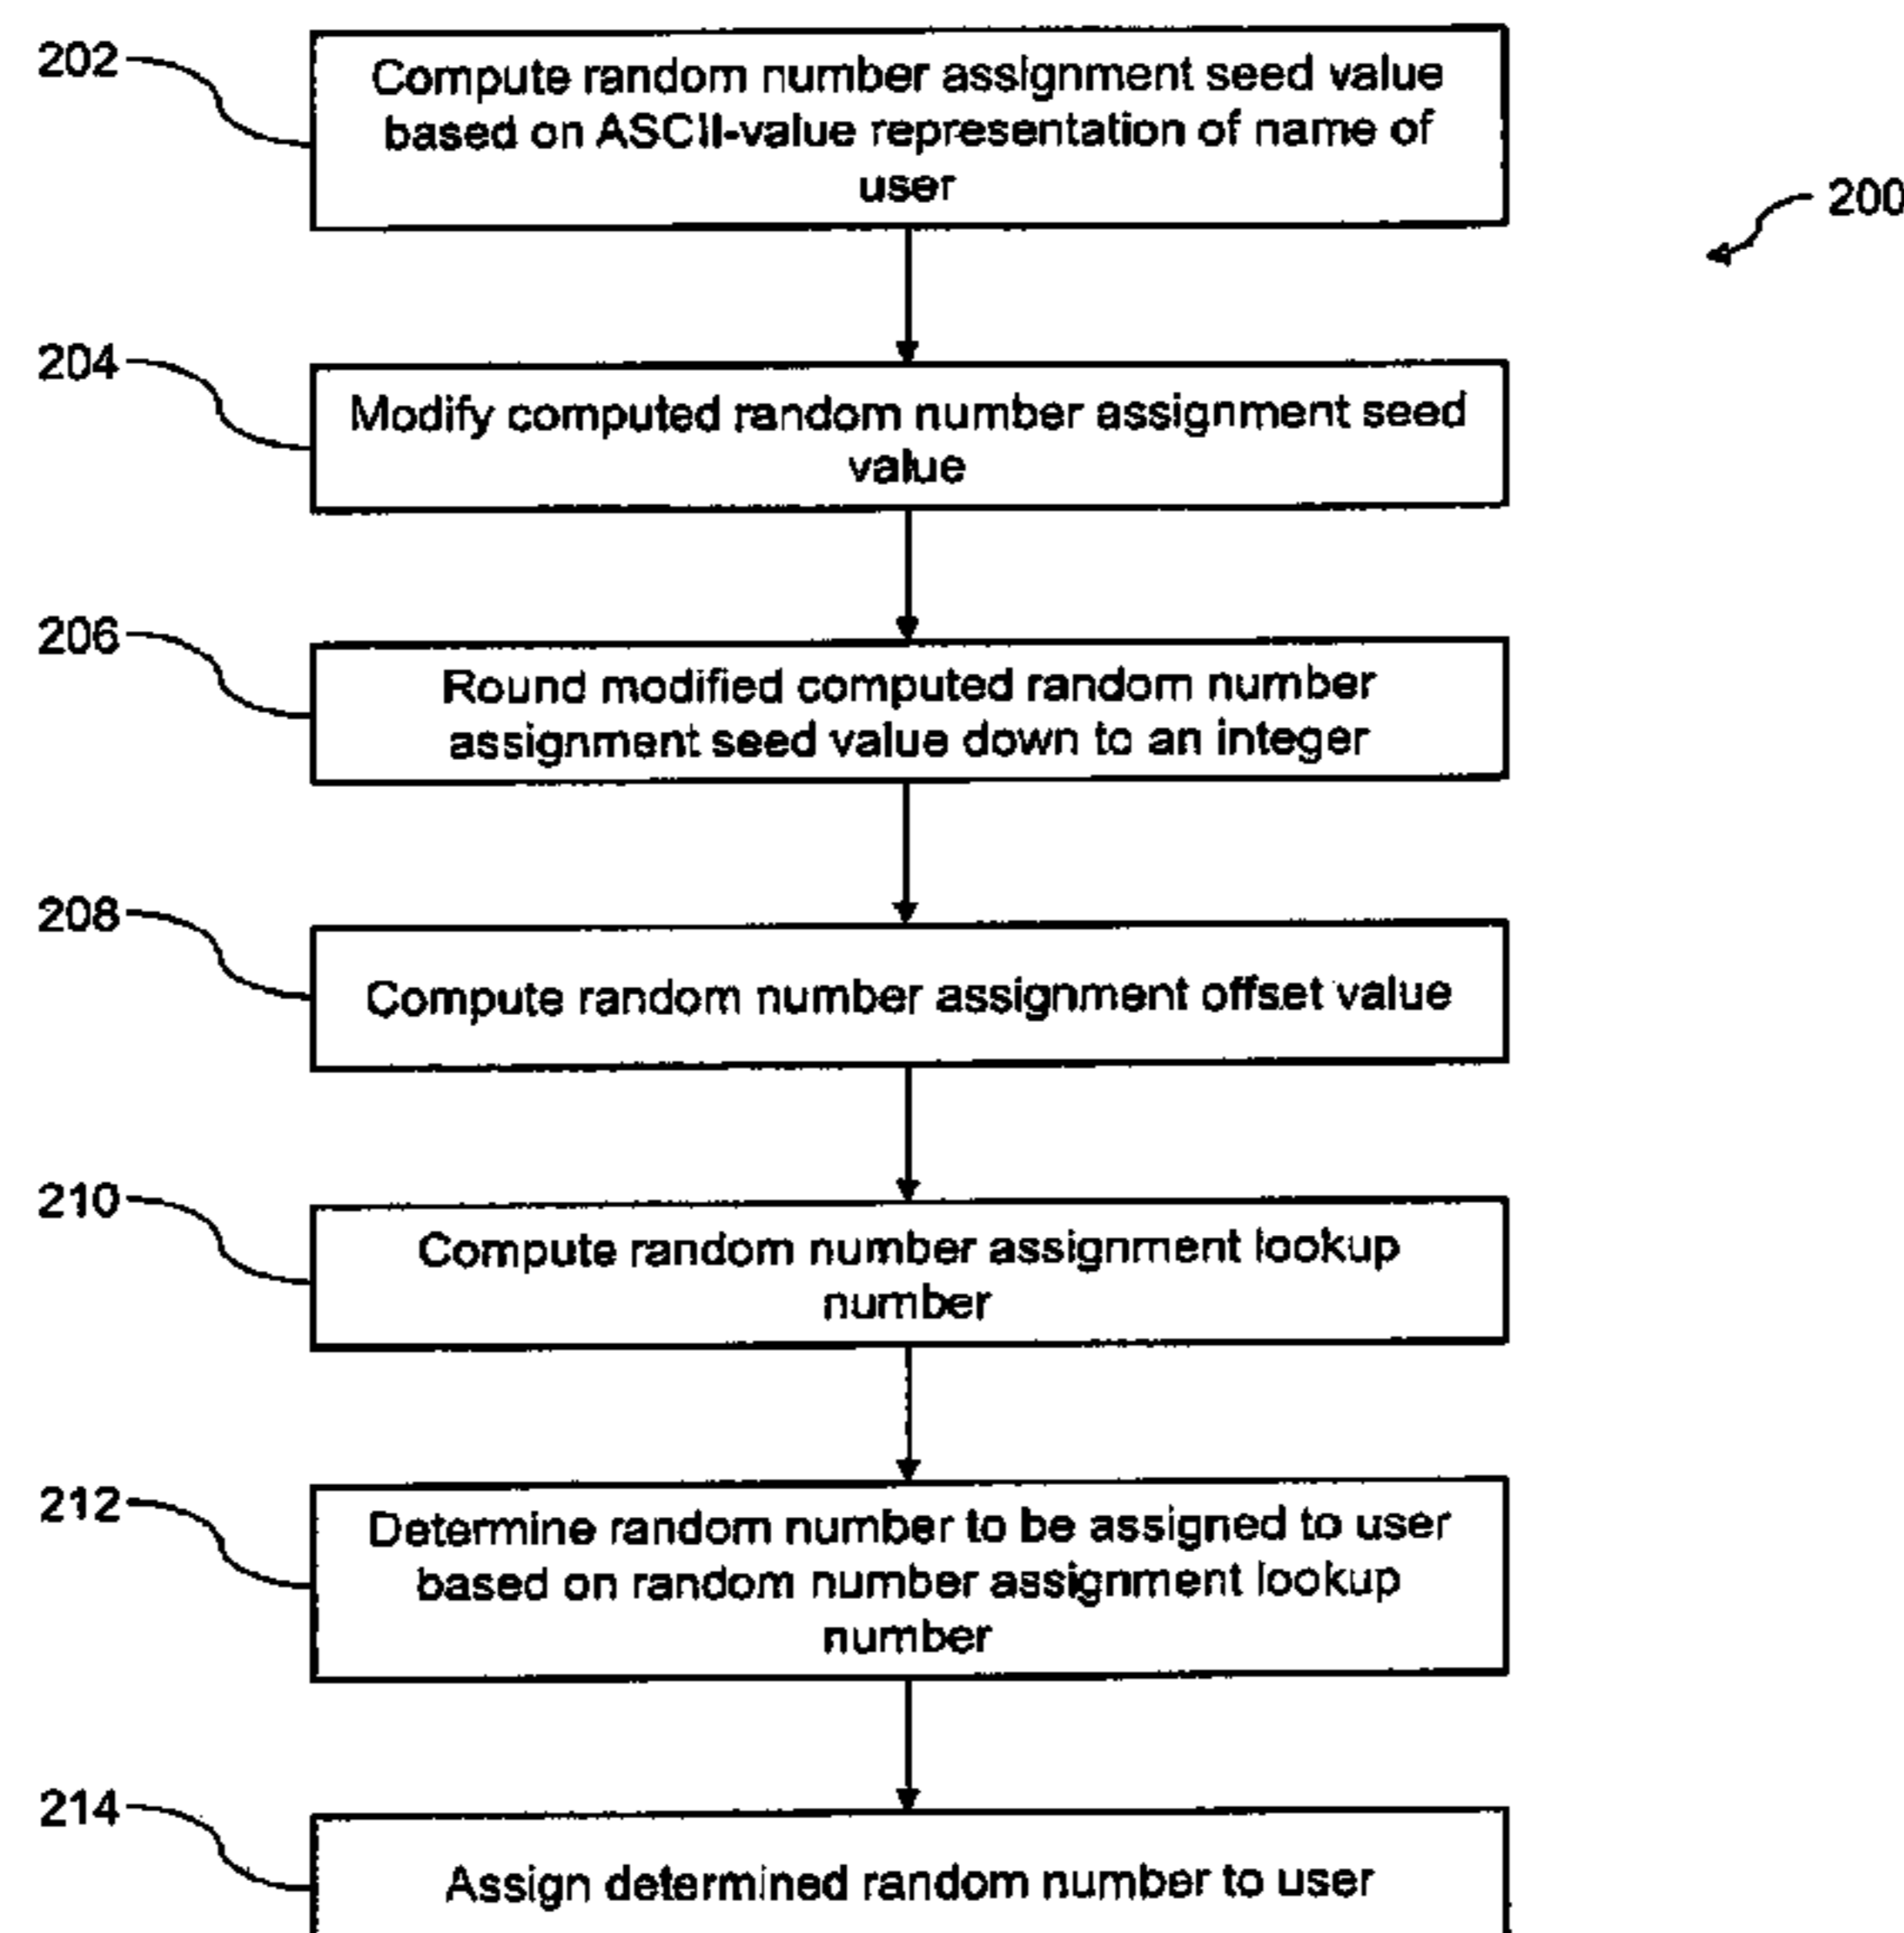 202
Compute random number assignment seed value
based on ASCII-value representation of name of
user
200
204
Modify computed random number assignment seed
value
206
Round modified computed random number
assignment seed value down to an integer
208
Compute random number assignment offset value
210
Compute random number assignment lookup
number
212
Determine random number to be assigned to user
based on random number assignment lookup
number
214
Assign determined random number to user